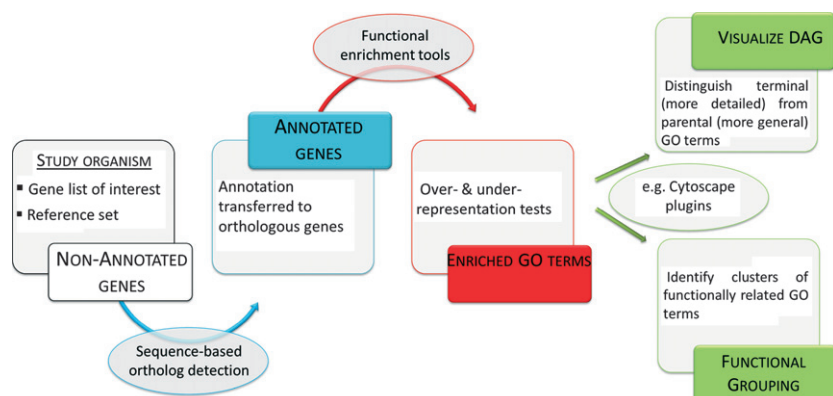 STUDY ORGANISM
▪ Gene list of interest
▪ Reference set
NON-ANNOTATED
GENES
Sequence-based
ortholog detection
ANNOTATED
GENES
Annotation
transferred to
orthologous genes
Functional
enrichment tools
Over- & under-
representation tests
ENRICHED GO TERMS
VISUALIZE DAG
Distinguish terminal
(more detailed) from
parental (more general)
GO terms
e.g. Cytoscape
plugins
Identify clusters of
functionally related GO
terms
FUNCTIONAL
GROUPING